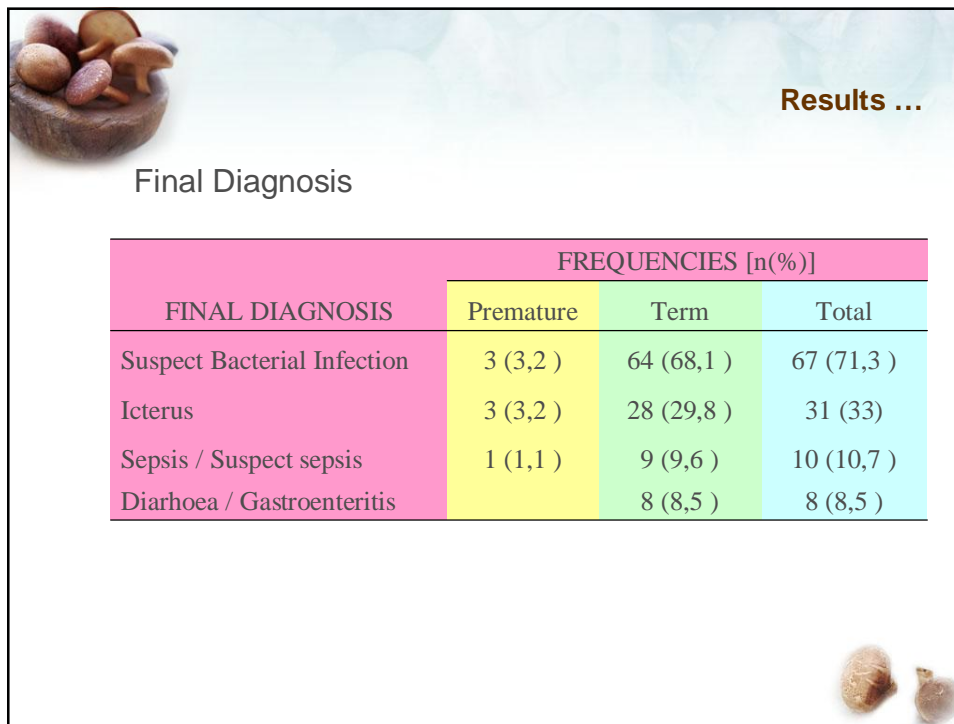 Results …
Final Diagnosis
FREQUENCIES [n(%)]
FINAL DIAGNOSIS Premature Term Total
Suspect Bacterial Infection 3 (3,2 ) 64 (68,1 ) 67 (71,3 )
Icterus 3 (3,2 ) 28 (29,8 ) 31 (33)
Sepsis / Suspect sepsis 1 (1,1 ) 9 (9,6 ) 10 (10,7 )
Diarhoea / Gastroenteritis 8 (8,5 ) 8 (8,5 )